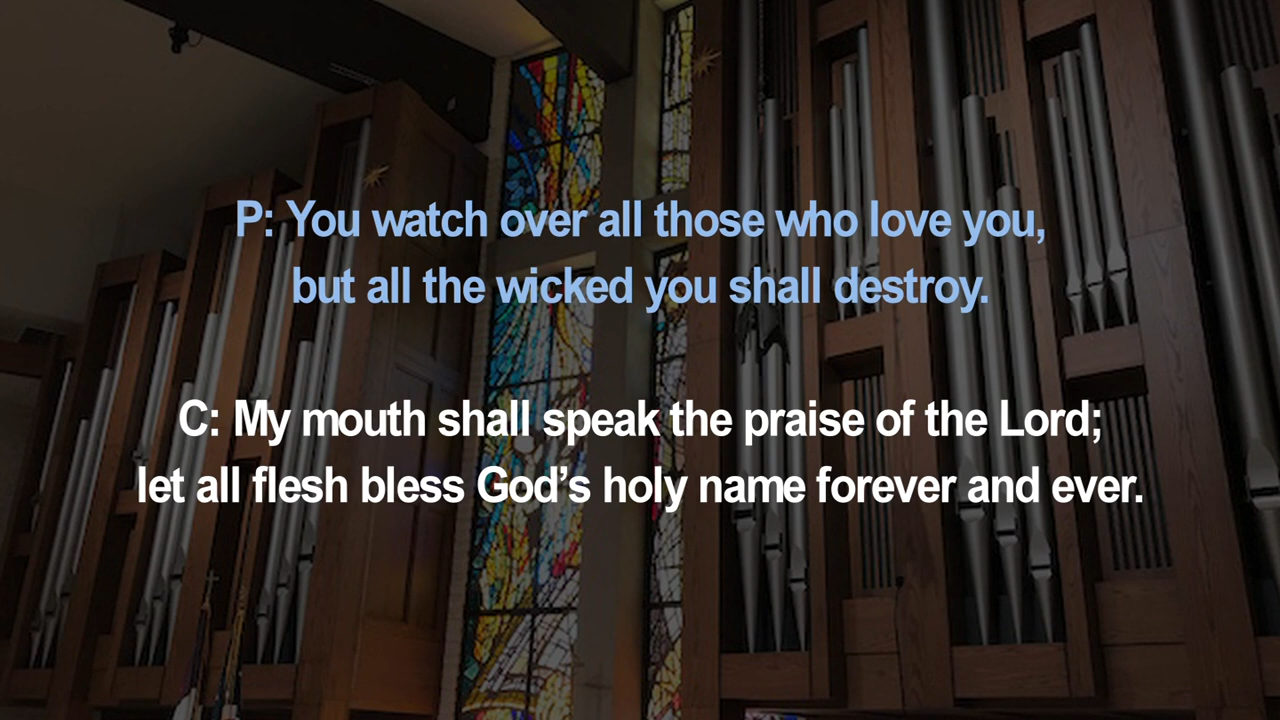 P: You watch over all those who love you,
but all the wicked you shall destroy.
C: My mouth shall speak the praise of the Lord;
let all flesh bless God’s holy name forever and ever.